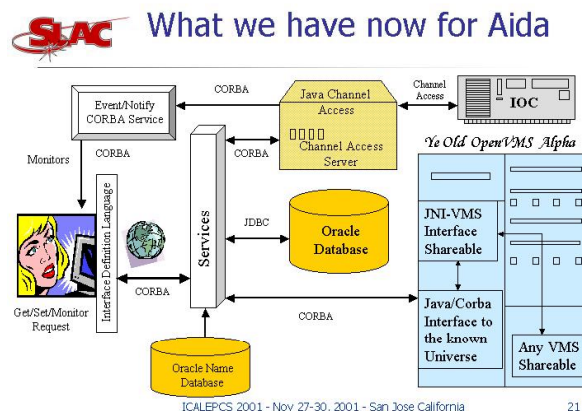 SLAC
What we have now for Aida
Event/Notify
CORBA Service
CORBA
Java Channel
Access
Channel Access
Server
Channel
Access
IOC
Ye Old OpenVMS Alpha
Monitors
CORBA
CORBA
Get/Set/Monitor
Request
Interface Definition Language
CORBA
Services
JDBC
Oracle
Database
CORBA
JNI-VMS
Interface
Shareable
Java/Corba
Interface to
the known
Universe
Any VMS
Shareable
Oracle Name
Database
ICALEPCS 2001 - Nov 27-30, 2001 - San Jose California
21